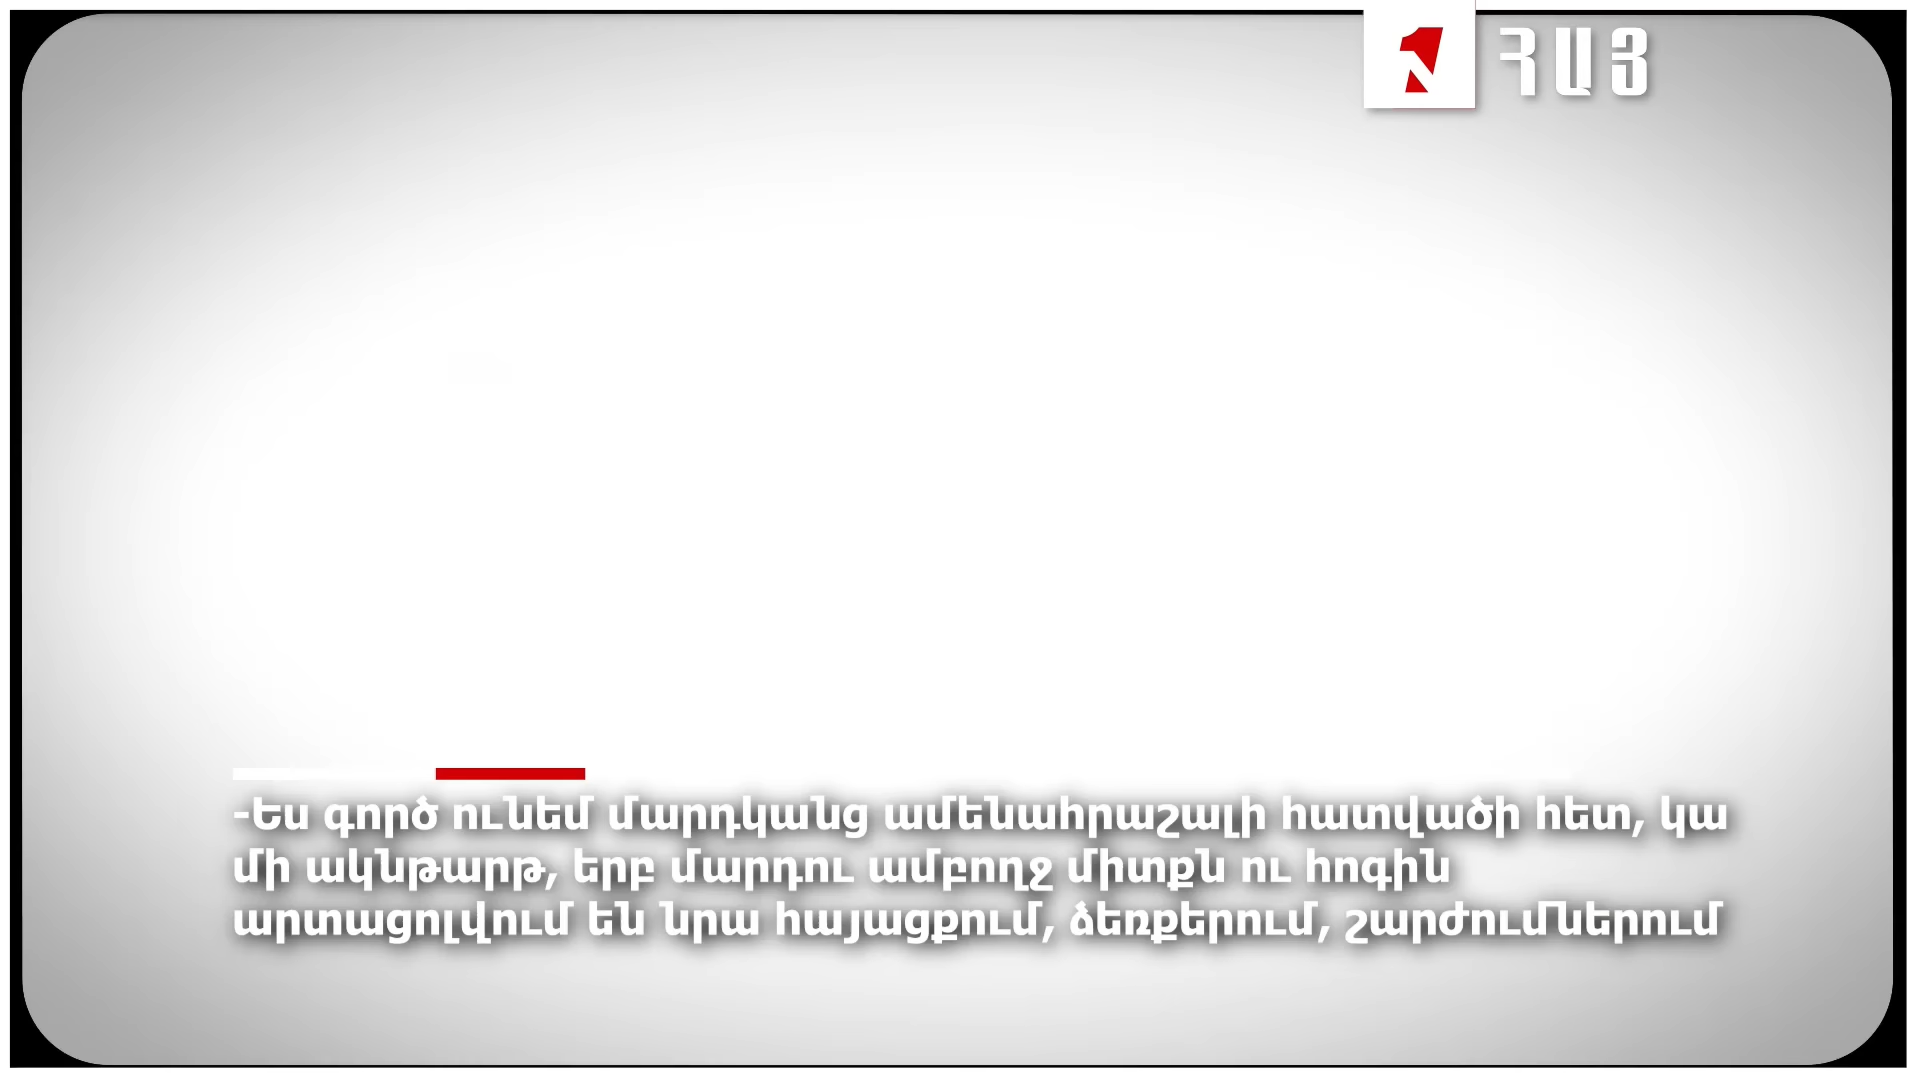 1 ՀԱՅ
-Ես գործ ունեմ մարդկանց ամենահրաշալի հատվածի հետ, կա
մի ակնթարթ, երբ մարդու ամբողջ միտքն ու հոգին
արտացոլվում են նրա հայացքում, ձեռքերում, շարժումներում